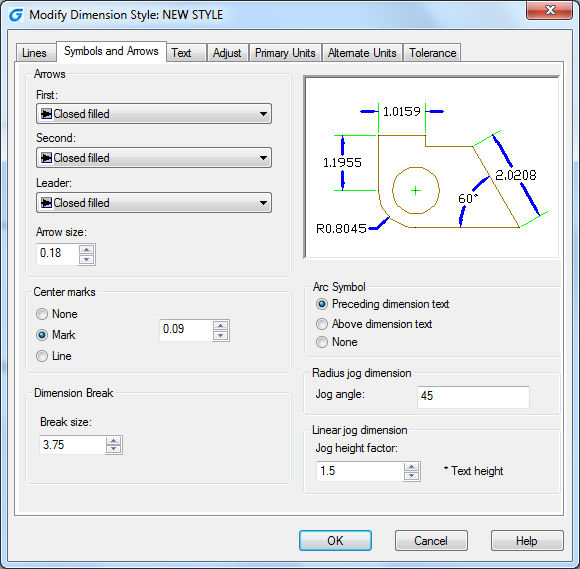 Modify Dimension Style: NEW STYLE
Lines Symbols and Arrows Text Adjust Primary Units Alternate Units Tolerance
Arrows
First:
Closed filled
Second:
Closed filled
Leader:
Closed filled
Arrow size:
0.18
Center marks
None
Mark
0.09
Line
Dimension Break
Break size:
3.75
1.0159
1.1955
2.0208
60°
R0.8045
Arc Symbol
Preceding dimension text
Above dimension text
None
Radius jog dimension
Jog angle: 45
Linear jog dimension
Jog height factor:
1.5 * Text height
OK Cancel Help